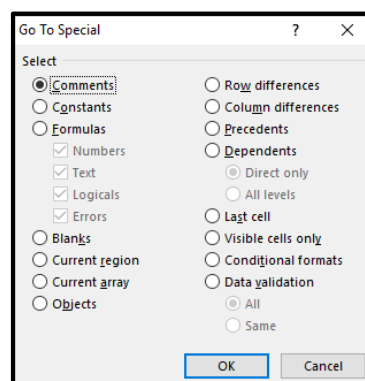 Go To Special ? ×
Select
Comments
Constants
Formulas
Numbers
Text
Logicals
Errors
Blanks
Current region
Current array
Objects
Row differences
Column differences
Precedents
Dependents
Direct only
All levels
Last cell
Visible cells only
Conditional formats
Data validation
All
Same
OK Cancel